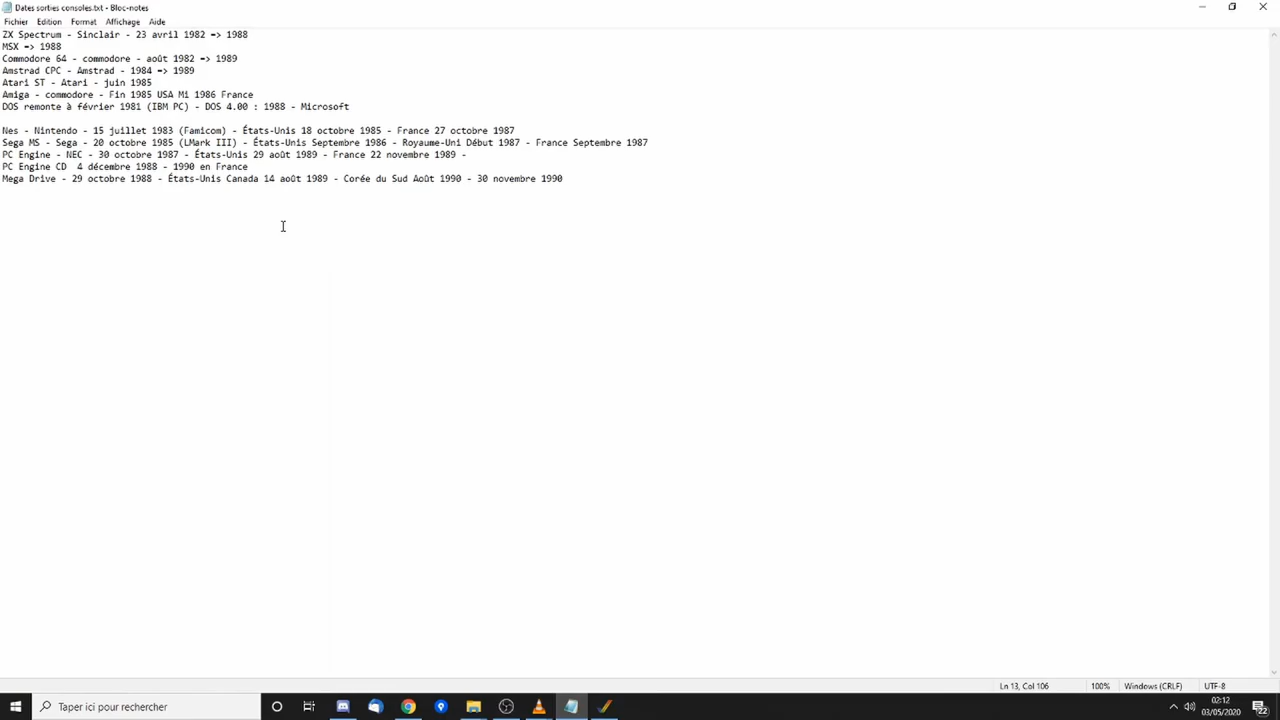 Dates sorties consoles.txt - Bloc-notes
Fichier Edition Format Affichage Aide
ZX Spectrum - Sinclair - 23 avril 1982 => 1988
MSX => 1988
Commodore 64 - commodore - août 1982 => 1989
Amstrad CPC - Amstrad - 1984 => 1989
Atari ST - Atari - juin 1985
Amiga - commodore - Fin 1985 USA Mi 1986 France
DOS remonte à février 1981 (IBM PC) - DOS 4.00 : 1988 - Microsoft
Nes - Nintendo - 15 juillet 1983 (Famicom) - États-Unis 18 octobre 1985 - France 27 octobre 1987
Sega MS - Sega - 20 octobre 1985 (LMark III) - États-Unis Septembre 1986 - Royaume-Uni Début 1987 - France Septembre 1987
PC Engine - NEC - 30 octobre 1987 - États-Unis 29 août 1989 - France 22 novembre 1989 -
PC Engine CD 4 décembre 1988 - 1990 en France
Mega Drive - 29 octobre 1988 - États-Unis Canada 14 août 1989 - Corée du Sud Août 1990 - 30 novembre 1990
Ln 13, Col 106 100% Windows (CRLF) UTF-8
Taper ici pour rechercher
02:12
03/05/2020
22